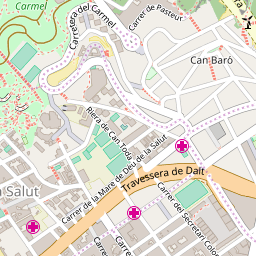 Carmel
Carretera del Carmel
Carrer de Pasteur
Can Baró
Riera de Can Toda
Carrer de la Mare de Déu de la Salut
Travessera de Dalt
Salut
Carrer del Secretari Colo